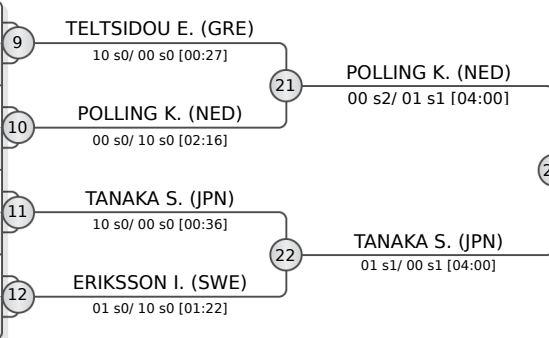 TELTSIDOU E. (GRE)
9
10 s0/ 00 s0 [00:27]
21
POLLING K. (NED)
00 s2/ 01 s1 [04:00]
POLLING K. (NED)
10
00 s0/ 10 s0 [02:16]
TANAKA S. (JPN)
11
10 s0/ 00 s0 [00:36]
22
TANAKA S. (JPN)
01 s1/ 00 s1 [04:00]
ERIKSSON I. (SWE)
12
01 s0/ 10 s0 [01:22]